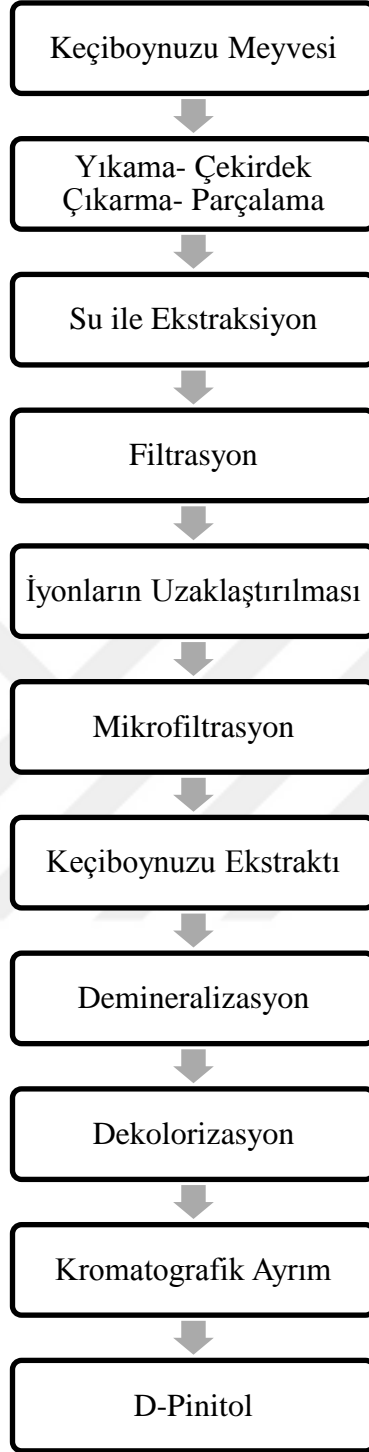 Keçiboynuzu Meyvesi
Yıkama- Çekirdek
Çıkarma- Parçalama
Su ile Ekstraksiyon
Filtrasyon
İyonların Uzaklaştırılması
Mikrofiltrasyon
Keçiboynuzu Ekstraktı
Demineralizasyon
Dekolorizasyon
Kromatografik Ayrım
D-Pinitol